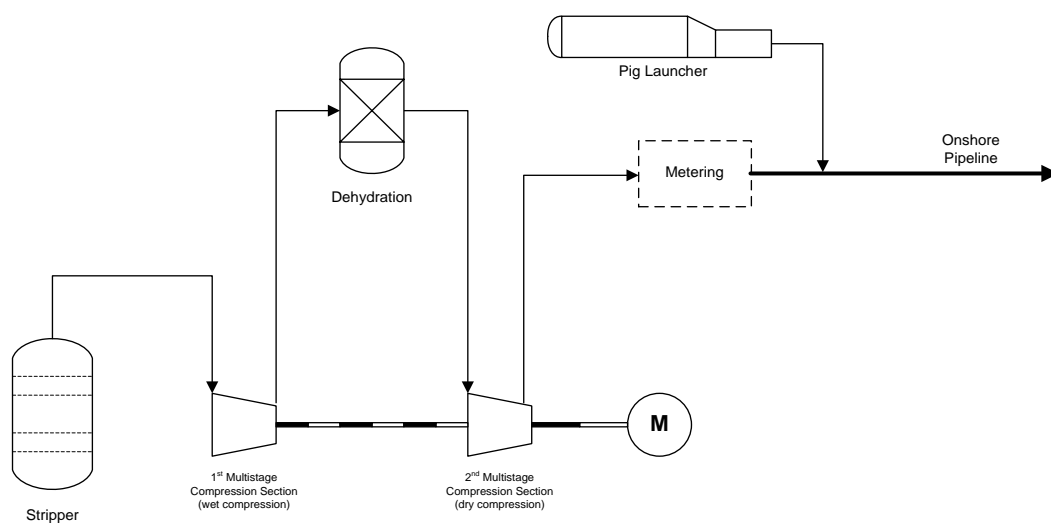 Pig Launcher
Onshore
Pipeline
Metering
Dehydration
M
1st Multistage
Compression Section
(wet compression)
2nd Multistage
Compression Section
(dry compression)
Stripper